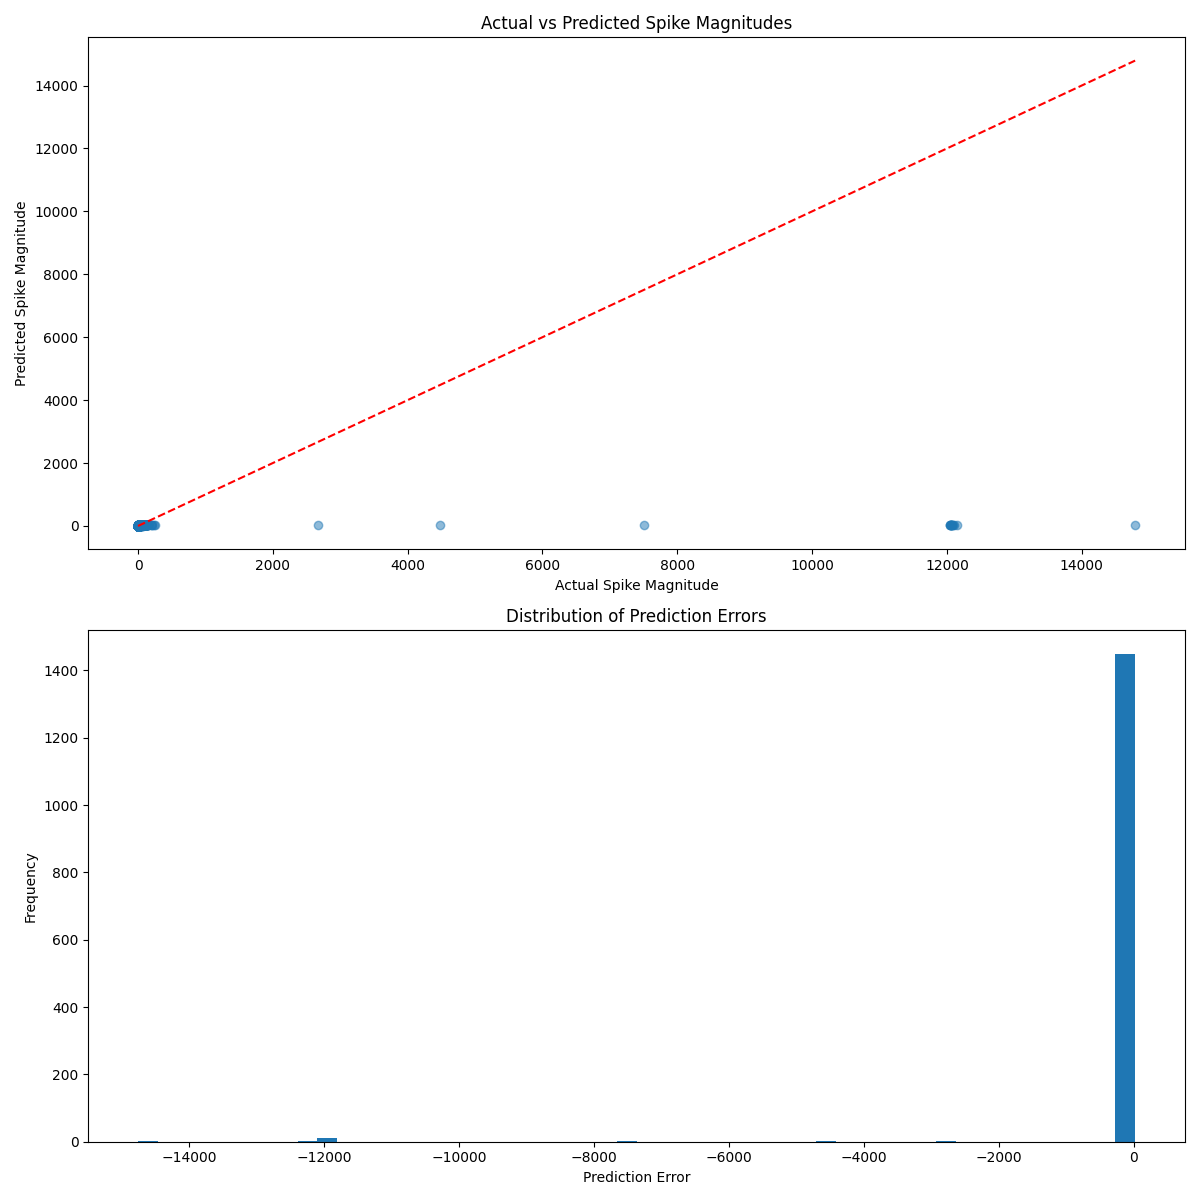 Actual vs Predicted Spike Magnitudes
14000
12000
10000
8000
6000
4000
2000
0
Predicted Spike Magnitude
0 2000 4000 6000 8000 10000 12000 14000
Actual Spike Magnitude
Distribution of Prediction Errors
1400
1200
1000
800
600
400
200
0
Frequency
−14000 −12000 −10000 −8000 −6000 −4000 −2000 0
Prediction Error